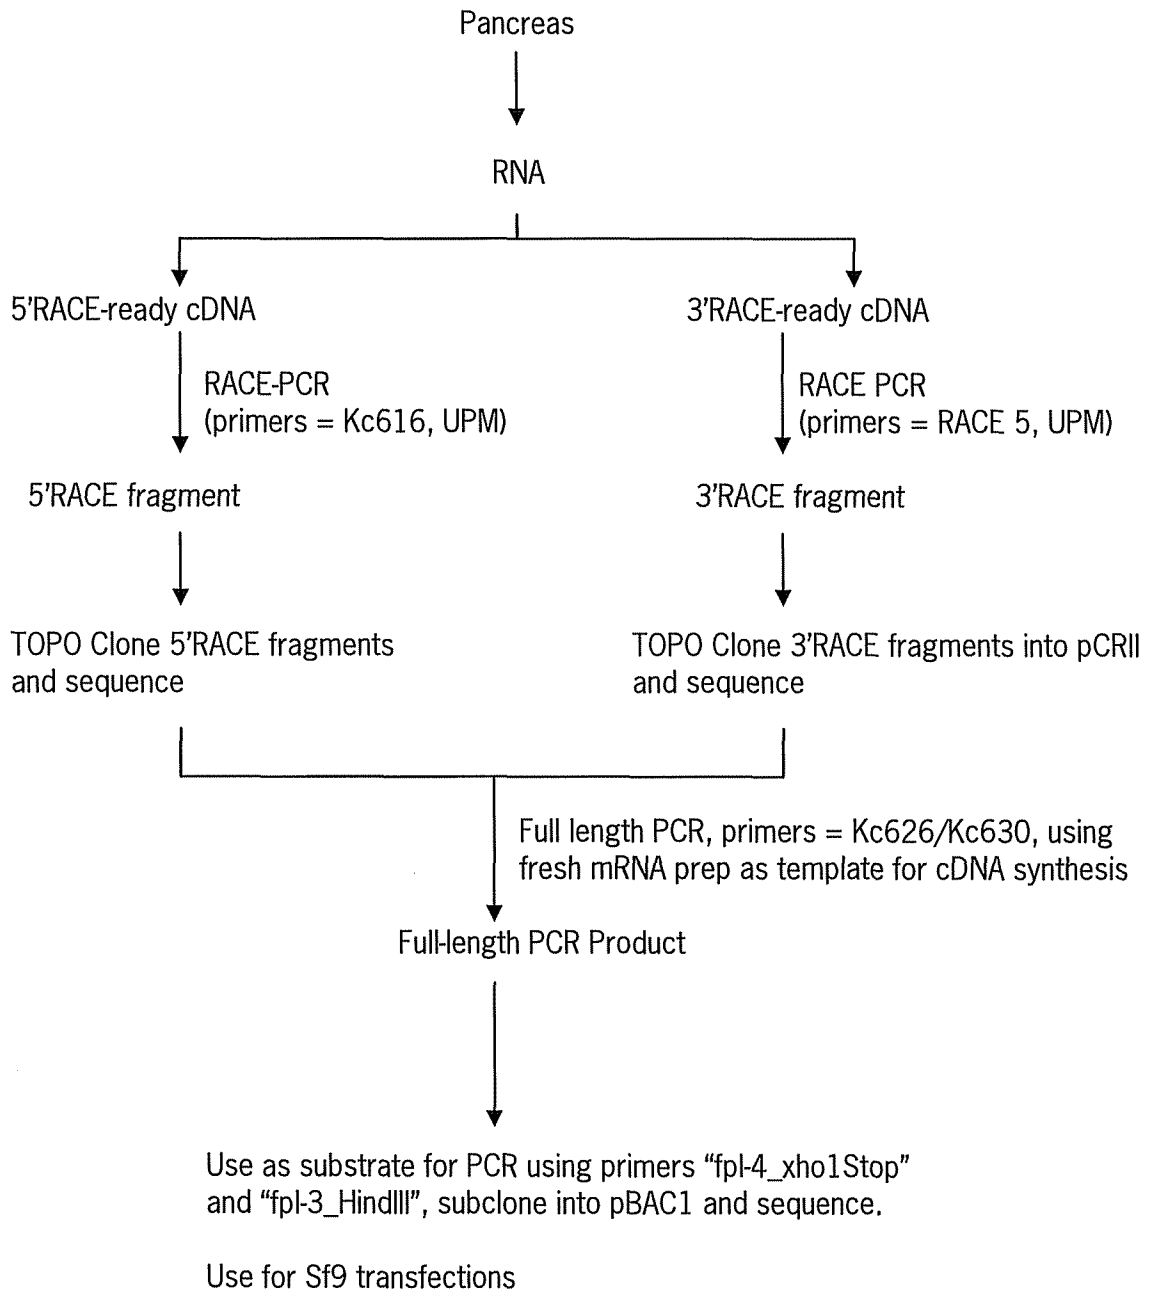 Pancreas
RNA
5'RACE-ready cDNA
3'RACE-ready cDNA
RACE-PCR
(primers = Kc616, UPM)
RACE PCR
(primers = RACE 5, UPM)
5'RACE fragment
3'RACE fragment
TOPO Clone 5'RACE fragments
and sequence
TOPO Clone 3'RACE fragments into pCRII
and sequence
Full length PCR, primers = Kc626/Kc630, using
fresh mRNA prep as template for cDNA synthesis
Full-length PCR Product
Use as substrate for PCR using primers “fpl-4_xho1Stop”
and “fpl-3_HindIII”, subclone into pBAC1 and sequence.
Use for Sf9 transfections